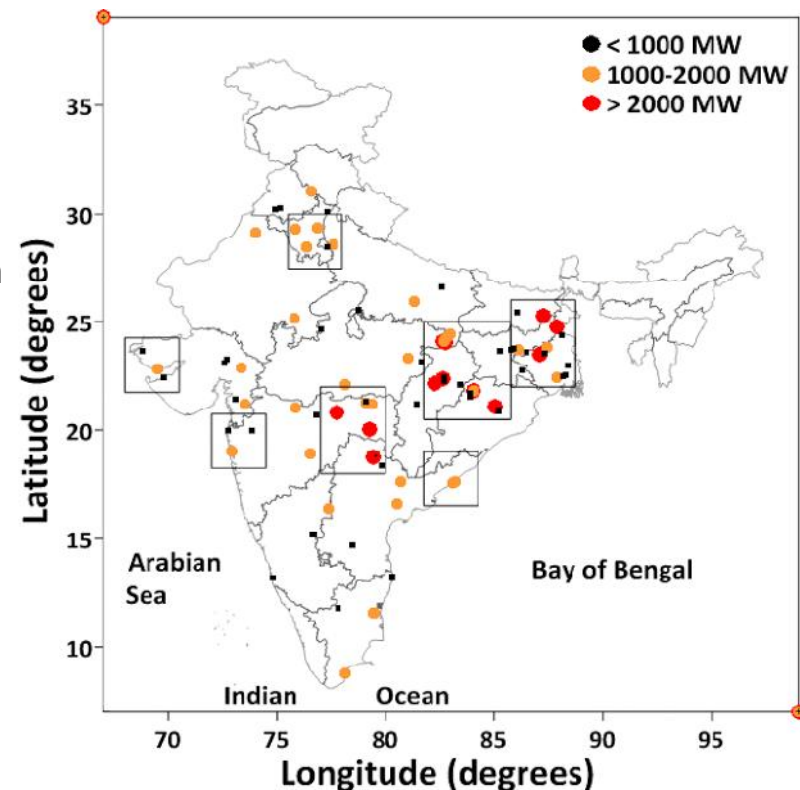 < 1000 MW
1000-2000 MW
> 2000 MW
35
30
25
20
15
10
Latitude (degrees)
Arabian
Sea
Bay of Bengal
Indian Ocean
70 75 80 85 90 95
Longitude (degrees)